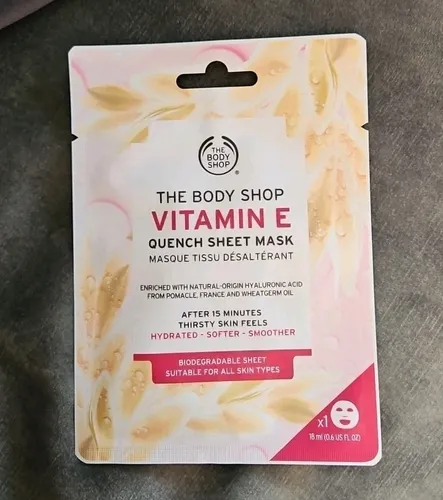 THE
BODY
SHOP
®
THE BODY SHOP
VITAMIN E
QUENCH SHEET MASK
MASQUE TISSU DÉSALTÉRANT
ENRICHED WITH NATURAL-ORIGIN HYALURONIC ACID
FROM POMACLE, FRANCE AND WHEATGERM OIL
AFTER 15 MINUTES
THIRSTY SKIN FEELS
HYDRATED - SOFTER - SMOOTHER
BIODEGRADABLE SHEET
SUITABLE FOR ALL SKIN TYPES
x1
18 ml (0.6 US FL OZ)